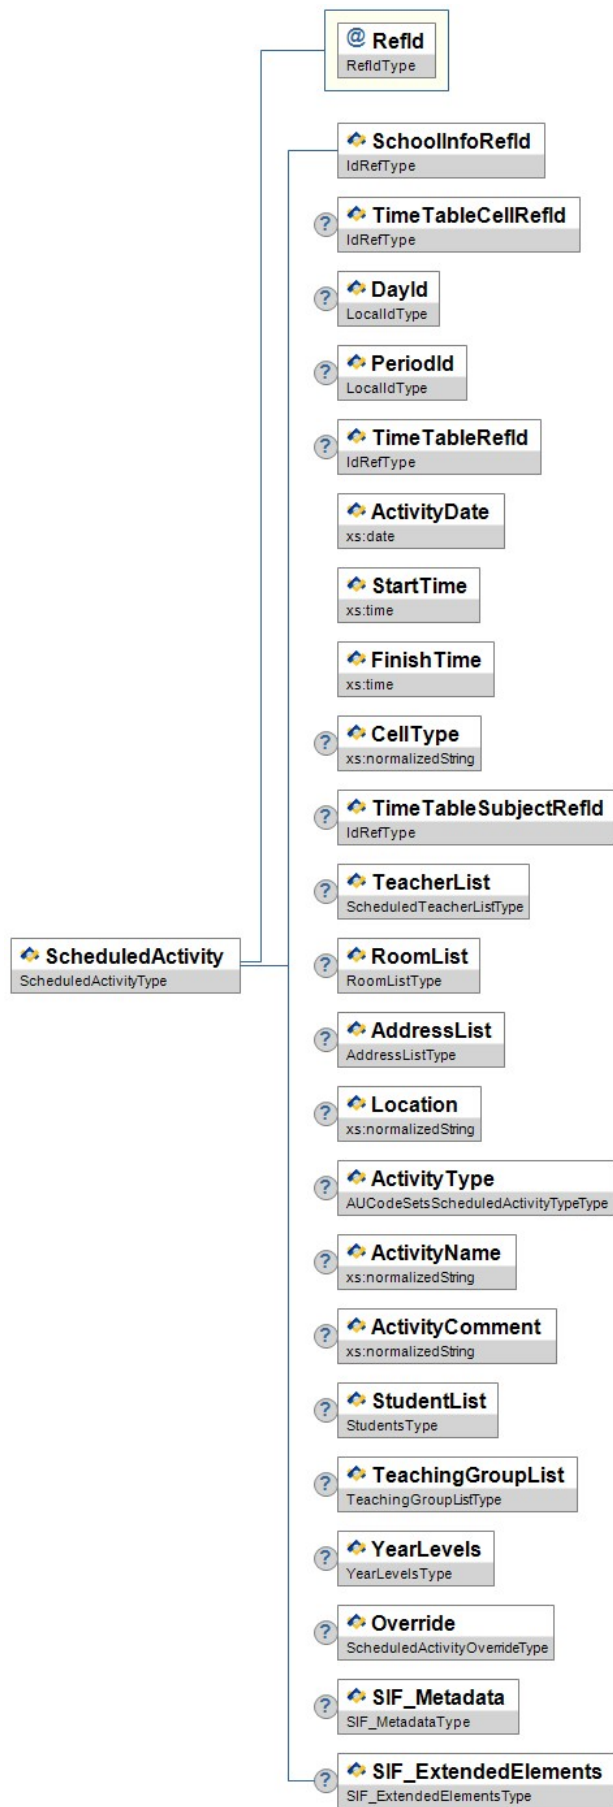 @ RefId
RefIdType
SchoolInfoRefId
IdRefType
? TimeTableCellRefId
IdRefType
? DayId
LocalIdType
? PeriodId
LocalIdType
? TimeTableRefId
IdRefType
ActivityDate
xs:date
StartTime
xs:time
FinishTime
xs:time
? CellType
xs:normalizedString
? TimeTableSubjectRefId
IdRefType
? TeacherList
ScheduledTeacherListType
ScheduledActivity
ScheduledActivityType
? RoomList
RoomListType
? AddressList
AddressListType
? Location
xs:normalizedString
? ActivityType
AUCodeSetsScheduledActivityTypeType
? ActivityName
xs:normalizedString
? ActivityComment
xs:normalizedString
? StudentList
StudentsType
? TeachingGroupList
TeachingGroupListType
? YearLevels
YearLevelsType
? Override
ScheduledActivityOverrideType
? SIF_Metadata
SIF_MetadataType
? SIF_ExtendedElements
SIF_ExtendedElementsType